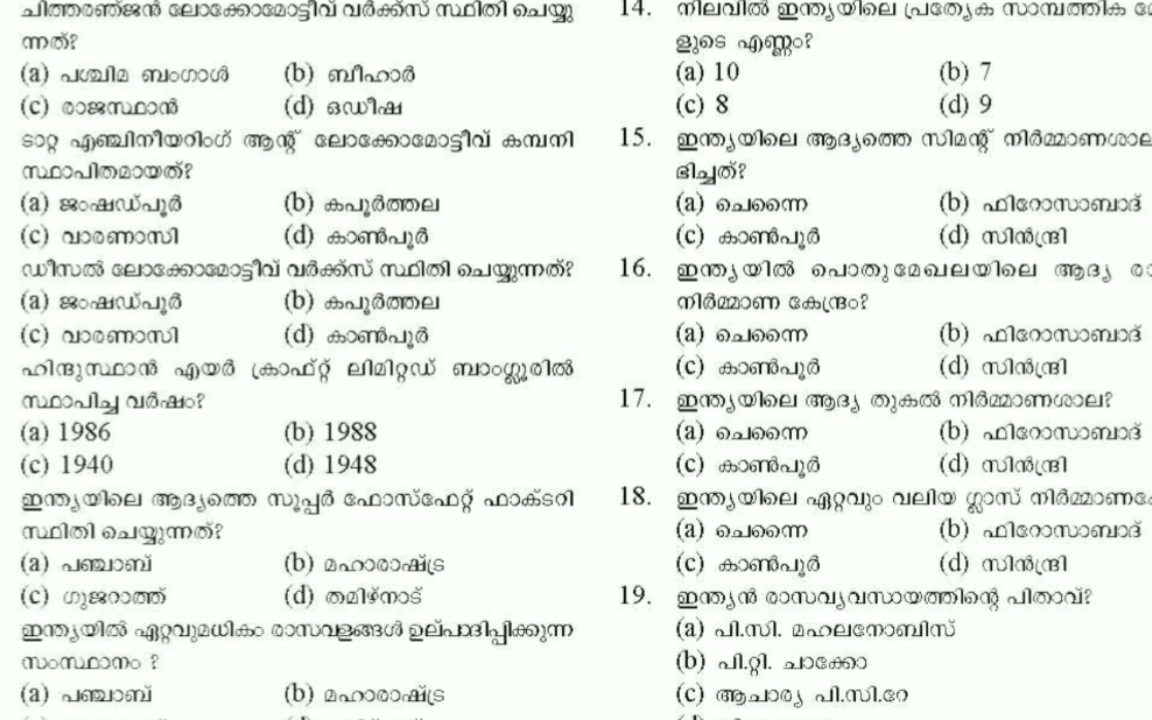 ചിത്തരഞ്ജൻ ലോക്കോമോട്ടീവ് വർക്ക്സ് സ്ഥിതി ചെയ്യു
ന്നത്?
(a) പശ്ചിമ ബംഗാൾ (b) ബീഹാർ
(c) രാജസ്ഥാൻ (d) ഒഡീഷ
ടാറ്റ എഞ്ചിനീയറിംഗ് ആന്റ് ലോക്കോമോട്ടീവ് കമ്പനി
സ്ഥാപിതമായത്?
(a) ജംഷഡ്പൂർ (b) കപൂർത്തല
(c) വാരണാസി (d) കാൺപൂർ
ഡീസൽ ലോക്കോമോട്ടീവ് വർക്ക്സ് സ്ഥിതി ചെയ്യുന്നത്?
(a) ജംഷഡ്പൂർ (b) കപൂർത്തല
(c) വാരണാസി (d) കാൺപൂർ
ഹിന്ദുസ്ഥാൻ എയർ ക്രാഫ്റ്റ് ലിമിറ്റഡ് ബാംഗ്ലൂരിൽ
സ്ഥാപിച്ച വർഷം?
(a) 1986 (b) 1988
(c) 1940 (d) 1948
ഇന്ത്യയിലെ ആദ്യത്തെ സൂപ്പർ ഫോസ്ഫേറ്റ് ഫാക്ടറി
സ്ഥിതി ചെയ്യുന്നത്?
(a) പഞ്ചാബ് (b) മഹാരാഷ്ട്ര
(c) ഗുജറാത്ത് (d) തമിഴ്നാട്
ഇന്ത്യയിൽ ഏറ്റവുമധികം രാസവളങ്ങൾ ഉല്പാദിപ്പിക്കുന്ന
സംസ്ഥാനം ?
(a) പഞ്ചാബ് (b) മഹാരാഷ്ട്ര
14. നിലവിൽ ഇന്ത്യയിലെ പ്രത്യേക സാമ്പത്തിക
ളുടെ എണ്ണം?
(a) 10 (b) 7
(c) 8 (d) 9
15. ഇന്ത്യയിലെ ആദ്യത്തെ സിമന്റ് നിർമ്മാണശാല
ഭിച്ചത്?
(a) ചെന്നൈ (b) ഫിറോസാബാദ്
(c) കാൺപൂർ (d) സിൻന്ദ്രി
16. ഇന്ത്യയിൽ പൊതുമേഖലയിലെ ആദ്യ രാ
നിർമ്മാണ കേന്ദ്രം?
(a) ചെന്നൈ (b) ഫിറോസാബാദ്
(c) കാൺപൂർ (d) സിൻന്ദ്രി
17. ഇന്ത്യയിലെ ആദ്യ തുകൽ നിർമ്മാണശാല?
(a) ചെന്നൈ (b) ഫിറോസാബാദ്
(c) കാൺപൂർ (d) സിൻന്ദ്രി
18. ഇന്ത്യയിലെ ഏറ്റവും വലിയ ഗ്ലാസ് നിർമ്മാണകേ
(a) ചെന്നൈ (b) ഫിറോസാബാദ്
(c) കാൺപൂർ (d) സിൻന്ദ്രി
19. ഇന്ത്യൻ രാസവ്യവസായത്തിന്റെ പിതാവ്?
(a) പി.സി. മഹലനോബിസ്
(b) പി.റ്റി. ചാക്കോ
(c) ആചാര്യ പി.സി.റേ